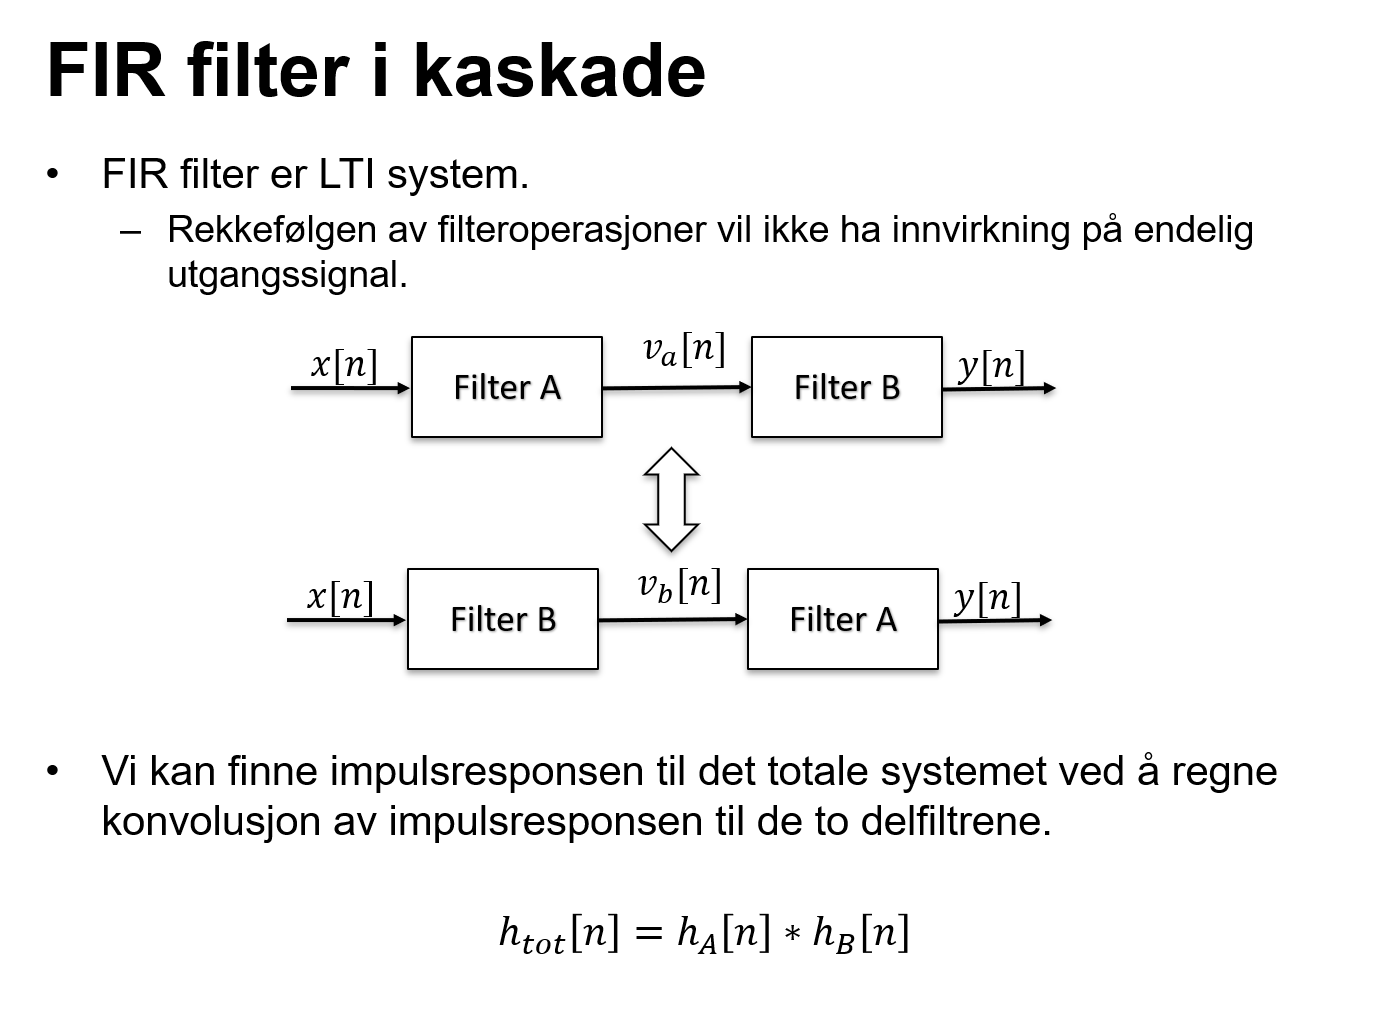 FIR filter i kaskade
• FIR filter er LTI system.
– Rekkefølgen av filteroperasjoner vil ikke ha innvirkning på endelig
utgangssignal.
x[n] Filter A v_a[n] Filter B y[n]
x[n] Filter B v_b[n] Filter A y[n]
• Vi kan finne impulsresponsen til det totale systemet ved å regne
konvolusjon av impulsresponsen til de to delfiltrene.
h_{tot}[n] = h_A[n] ∗ h_B[n]